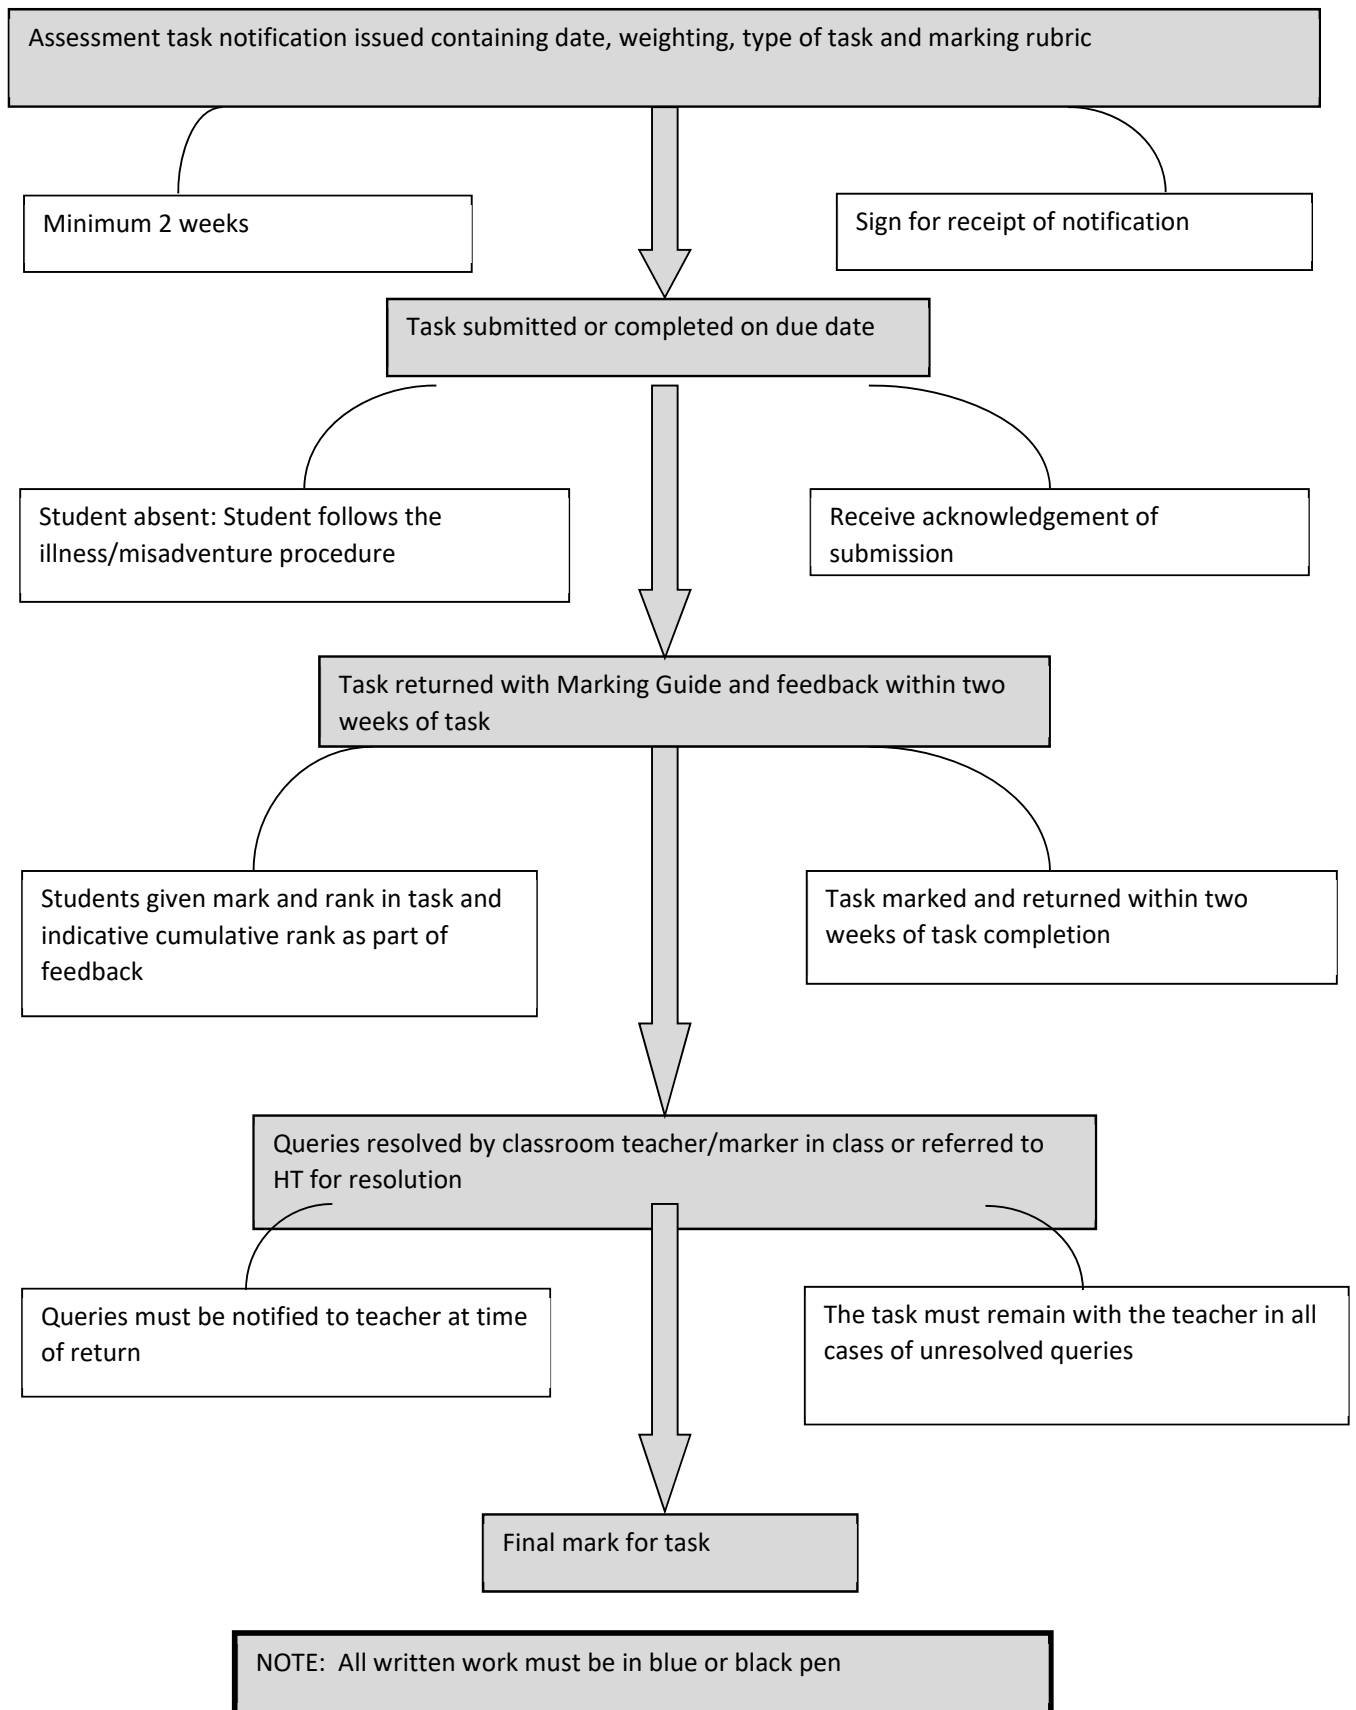 Assessment task notification issued containing date, weighting, type of task and marking rubric
Minimum 2 weeks
Sign for receipt of notification
Task submitted or completed on due date
Student absent: Student follows the
illness/misadventure procedure
Receive acknowledgement of
submission
Task returned with Marking Guide and feedback within two
weeks of task
Students given mark and rank in task and
indicative cumulative rank as part of
feedback
Task marked and returned within two
weeks of task completion
Queries resolved by classroom teacher/marker in class or referred to
HT for resolution
Queries must be notified to teacher at time
of return
The task must remain with the teacher in all
cases of unresolved queries
Final mark for task
NOTE:  All written work must be in blue or black pen